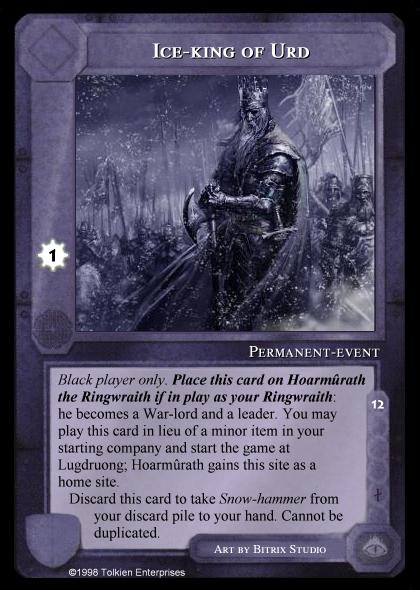 Ice-king of Urd
1
Permanent-event
Black player only. Place this card on Hoarmûrath
the Ringwraith if in play as your Ringwraith:
he becomes a War-lord and a leader. You may
play this card in lieu of a minor item in your
starting company and start the game at
Lugdruong; Hoarmûrath gains this site as a
home site.
Discard this card to take Snow-hammer from
your discard pile to your hand. Cannot be
duplicated.
12
Art by Bitrix Studio
©1998 Tolkien Enterprises